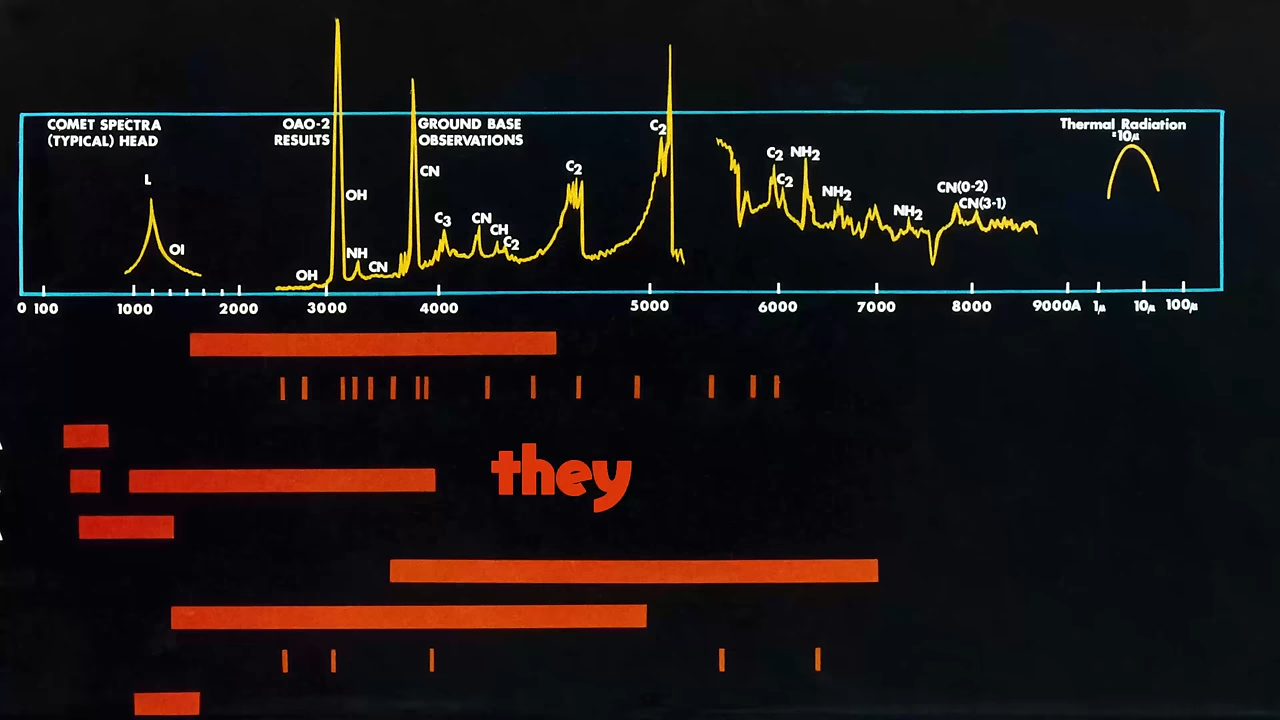 COMET SPECTRA
(TYPICAL) HEAD
OAO-2
RESULTS
GROUND BASE
OBSERVATIONS
Thermal Radiation
≈10μ
L
OI
OH
OH
NH
CN
CN
C3
CN
CH
C2
C2
C2
C2
C2
NH2
NH2
NH2
CN(0-2)
CN(3-1)
0 100 1000 2000 3000 4000 5000 6000 7000 8000 9000A 1μ 10μ 100μ
they